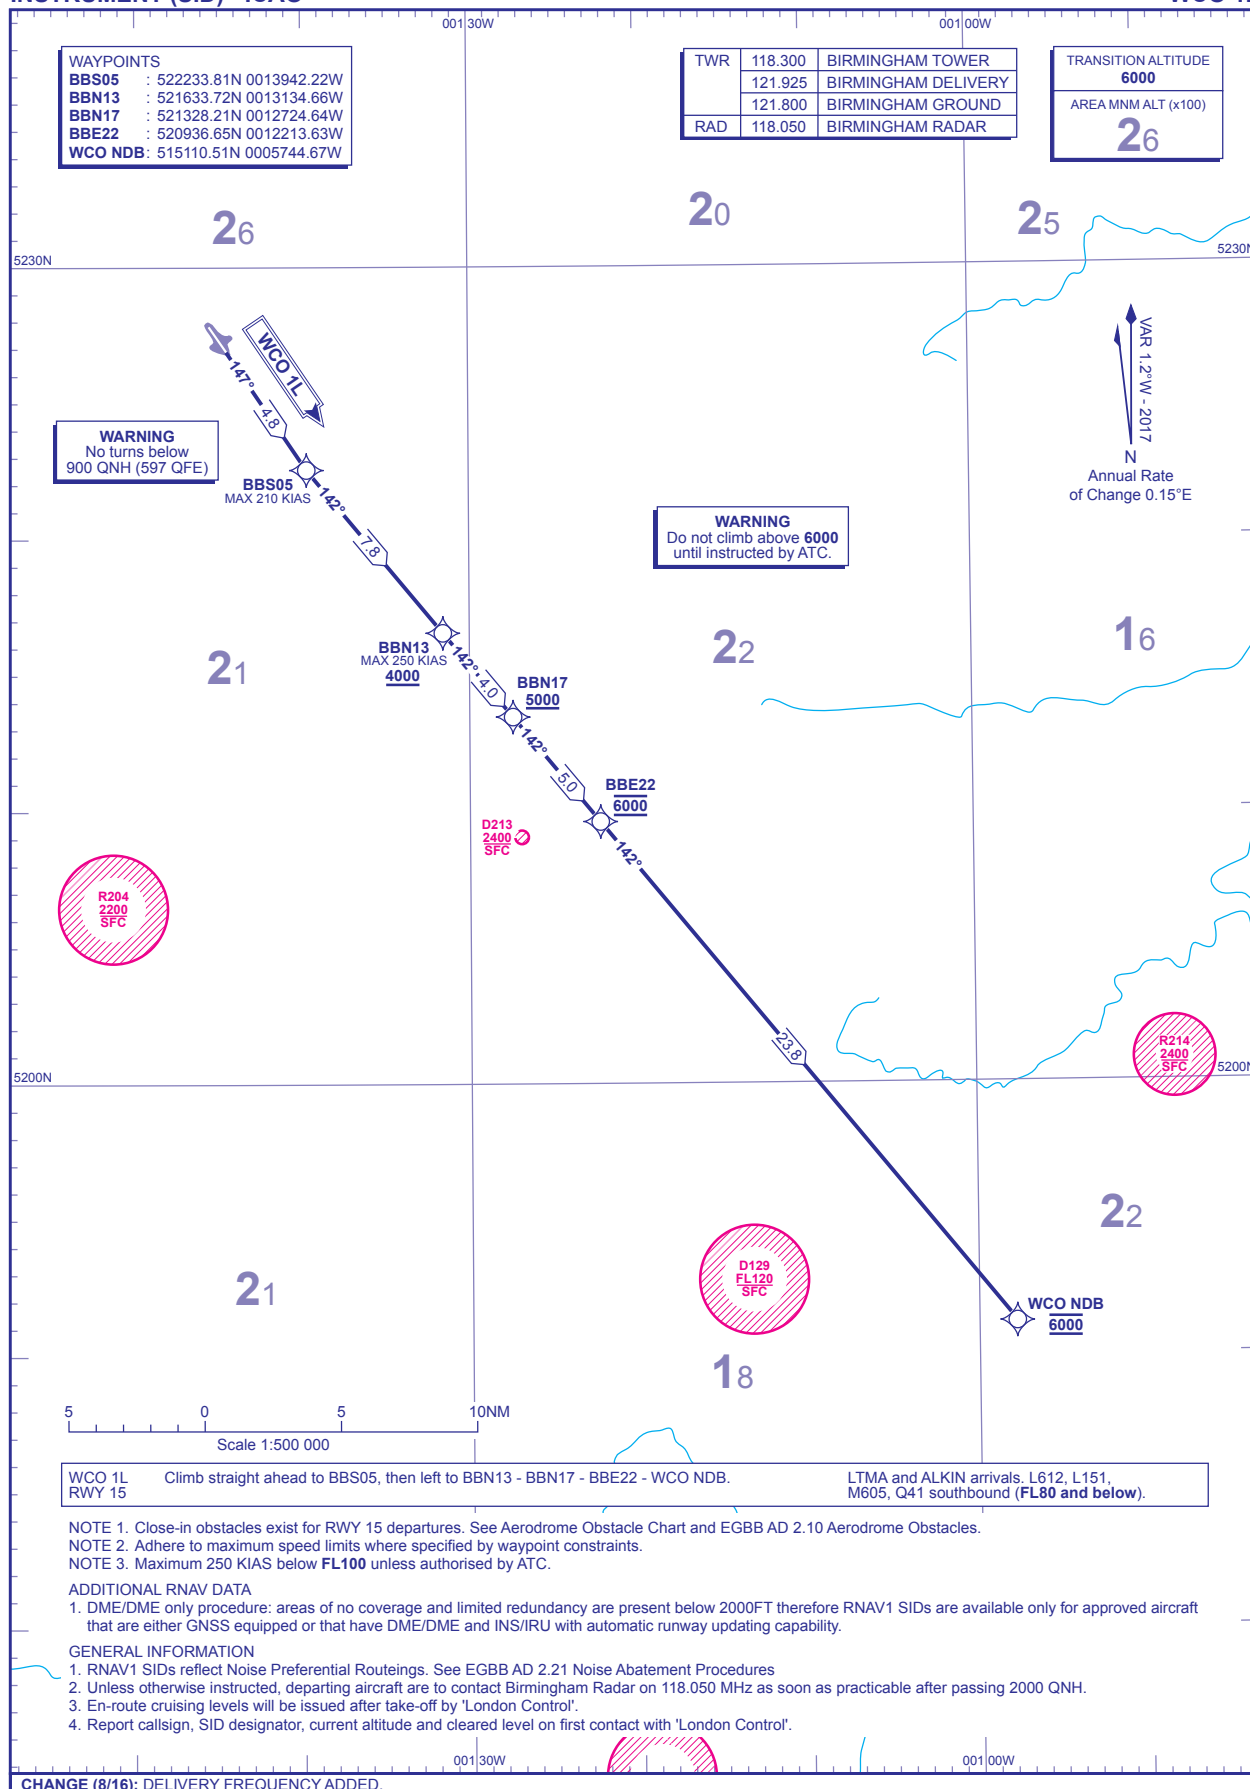 001 30W
001 00W
WAYPOINTS
BBS05 : 522233.81N 0013942.22W
BBN13 : 521633.72N 0013134.66W
BBN17 : 521328.21N 0012724.64W
BBE22 : 520936.65N 0012213.63W
WCO NDB : 515110.51N 0005744.67W
TWR 118.300 BIRMINGHAM TOWER
121.925 BIRMINGHAM DELIVERY
121.800 BIRMINGHAM GROUND
RAD 118.050 BIRMINGHAM RADAR
TRANSITION ALTITUDE
6000
AREA MNM ALT (x100)
26
26
20
25
5230N
5230N
WCO 1L
147°
4.8
VAR 1.2°W - 2017
N
Annual Rate
of Change 0.15°E
WARNING
No turns below
900 QNH (597 QFE)
BBS05
MAX 210 KIAS
142°
7.8
WARNING
Do not climb above 6000
until instructed by ATC.
21
22
16
BBN13
MAX 250 KIAS
4000
142°
4.0
BBN17
5000
142°
5.0
BBE22
6000
142°
D213
2400
SFC
R204
2200
SFC
23.8
R214
2400
SFC
5200N
5200N
22
D129
FL120
SFC
21
WCO NDB
6000
18
5 0 5 10NM
Scale 1:500 000
WCO 1L Climb straight ahead to BBS05, then left to BBN13 - BBN17 - BBE22 - WCO NDB. LTMA and ALKIN arrivals. L612, L151,
RWY 15 M605, Q41 southbound (FL80 and below).
NOTE 1. Close-in obstacles exist for RWY 15 departures. See Aerodrome Obstacle Chart and EGBB AD 2.10 Aerodrome Obstacles.
NOTE 2. Adhere to maximum speed limits where specified by waypoint constraints.
NOTE 3. Maximum 250 KIAS below FL100 unless authorised by ATC.
ADDITIONAL RNAV DATA
1. DME/DME only procedure: areas of no coverage and limited redundancy are present below 2000FT therefore RNAV1 SIDs are available only for approved aircraft
that are either GNSS equipped or that have DME/DME and INS/IRU with automatic runway updating capability.
GENERAL INFORMATION
1. RNAV1 SIDs reflect Noise Preferential Routeings. See EGBB AD 2.21 Noise Abatement Procedures
2. Unless otherwise instructed, departing aircraft are to contact Birmingham Radar on 118.050 MHz as soon as practicable after passing 2000 QNH.
3. En-route cruising levels will be issued after take-off by 'London Control'.
4. Report callsign, SID designator, current altitude and cleared level on first contact with 'London Control'.
001 30W
001 00W
CHANGE (8/16): DELIVERY FREQUENCY ADDED.